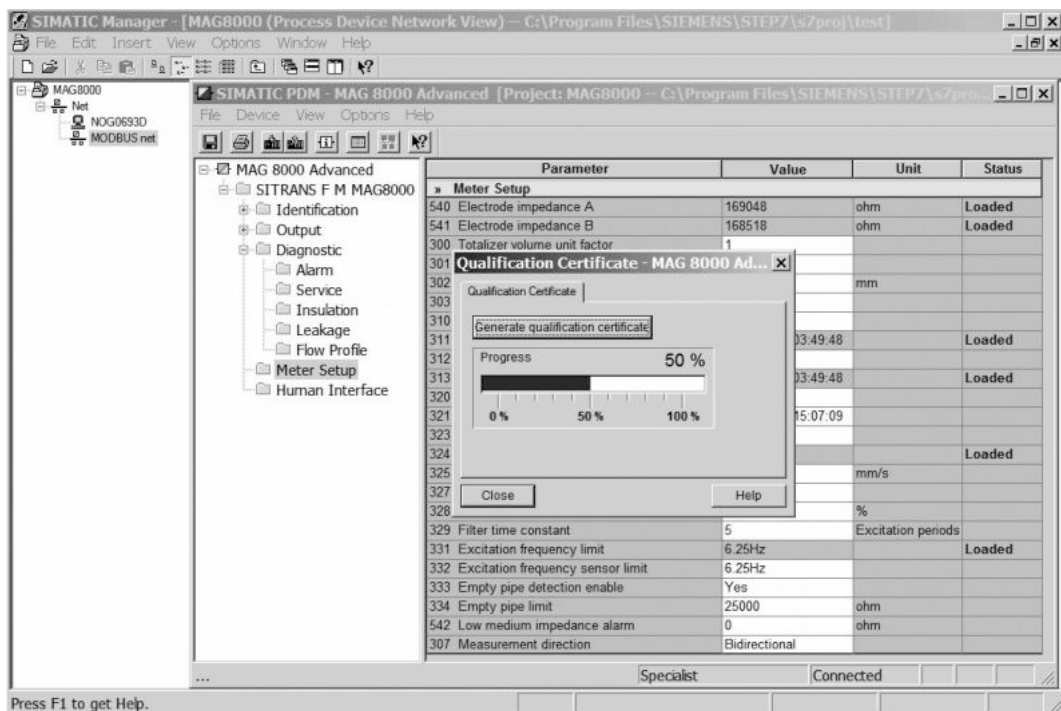 SIMATIC Manager - [MAG8000 (Process Device Network View) -- C:\Program Files\SIEMENS\STEP7\s7proj\test]
File Edit Insert View Options Window Help
MAG8000
Net
NOG0693D
MODBUS net
SIMATIC PDM - MAG 8000 Advanced [Project: MAG8000 -- C:\Program Files\SIEMENS\STEP7\s7pro...
File Device View Options Help
MAG 8000 Advanced
SITRANS F M MAG8000
Identification
Output
Diagnostic
Alarm
Service
Insulation
Leakage
Flow Profile
Meter Setup
Human Interface
Parameter Value Unit Status
» Meter Setup
540 Electrode impedance A 169048 ohm Loaded
541 Electrode impedance B 168518 ohm Loaded
300 Totalizer volume unit factor 1
301
302 mm
303
310
311 03:49:48 Loaded
312
313 03:49:48 Loaded
320
321 15:07:09
323
324 Loaded
325 mm/s
327
328 %
329 Filter time constant 5 Excitation periods
331 Excitation frequency limit 6.25Hz Loaded
332 Excitation frequency sensor limit 6.25Hz
333 Empty pipe detection enable Yes
334 Empty pipe limit 25000 ohm
542 Low medium impedance alarm 0 ohm
307 Measurement direction Bidirectional
Qualification Certificate - MAG 8000 Ad...
Qualification Certificate
Generate qualification certificate
Progress 50 %
0 % 50 % 100 %
Close Help
... Specialist Connected
Press F1 to get Help.